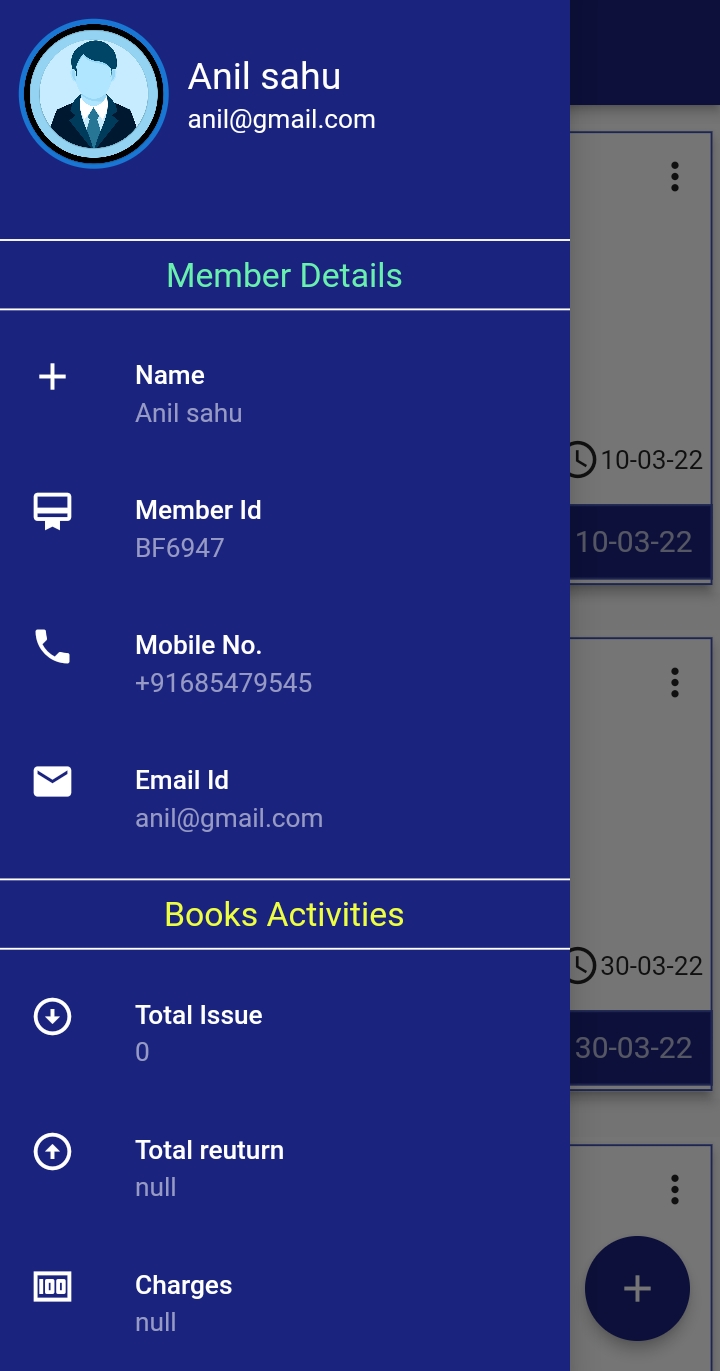 Anil sahu
anil@gmail.com
Member Details
Name
Anil sahu
Member Id
BF6947
Mobile No.
+91685479545
Email Id
anil@gmail.com
Books Activities
Total Issue
0
Total reuturn
null
100
Charges
null
10-03-22
10-03-22
30-03-22
30-03-22